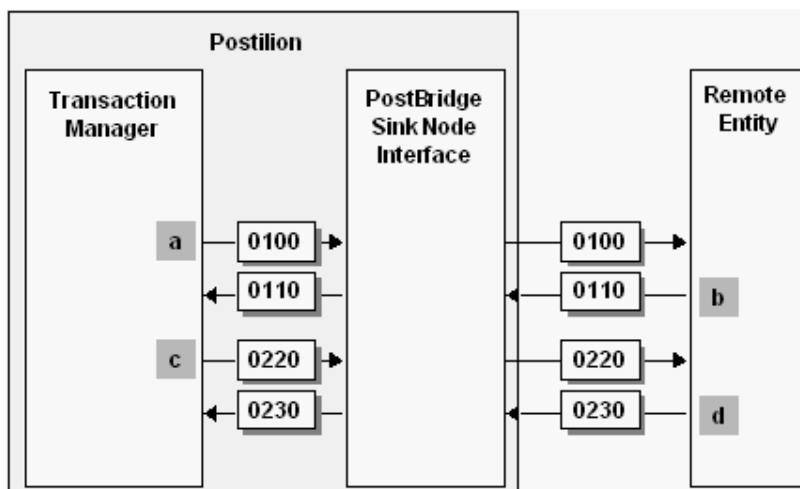 Postilion
Transaction
Manager
PostBridge
Sink Node
Interface
Remote
Entity
a
0100
0100
0110
0110
b
c
0220
0220
0230
0230
d